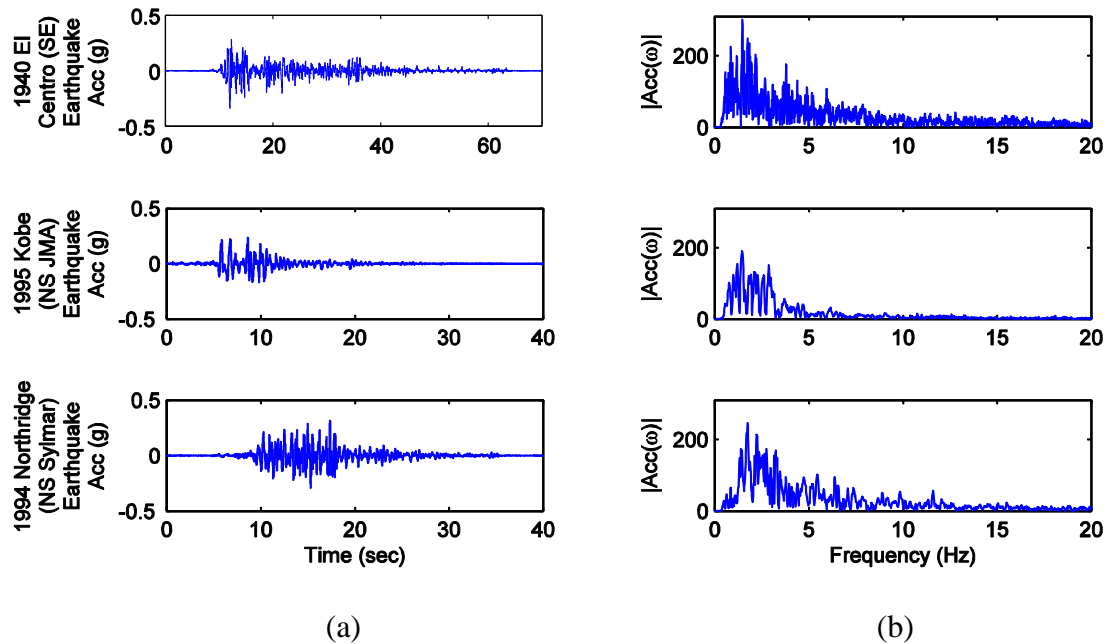 1940 El
Centro (SE)
Earthquake
Acc (g)
0.5
0
-0.5
0 20 40 60
|Acc(ω)|
200
0
0 5 10 15 20
1995 Kobe
(NS JMA)
Earthquake
Acc (g)
0.5
0
-0.5
0 10 20 30 40
|Acc(ω)|
200
0
0 5 10 15 20
1994 Northridge
(NS Sylmar)
Earthquake
Acc (g)
0.5
0
-0.5
0 10 20 30 40
Time (sec)
|Acc(ω)|
200
0
0 5 10 15 20
Frequency (Hz)
(a) (b)